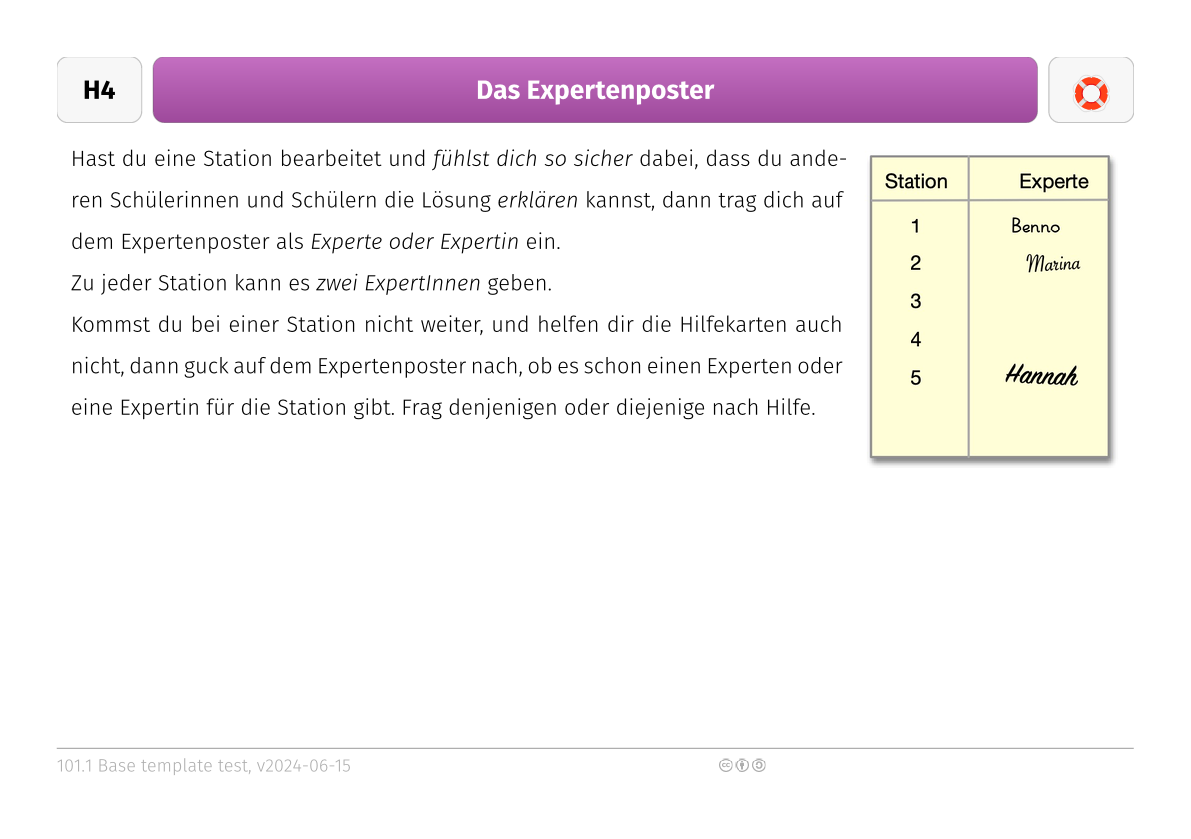 H4
Das Expertenposter
Hast du eine Station bearbeitet und fühlst dich so sicher dabei, dass du ande-
ren Schülerinnen und Schülern die Lösung erklären kannst, dann trag dich auf
dem Expertenposter als Experte oder Expertin ein.
Zu jeder Station kann es zwei ExpertInnen geben.
Kommst du bei einer Station nicht weiter, und helfen dir die Hilfekarten auch
nicht, dann guck auf dem Expertenposter nach, ob es schon einen Experten oder
eine Expertin für die Station gibt. Frag denjenigen oder diejenige nach Hilfe.
Station Experte
1 Benno
2 Marina
3
4
5 Hannah
101.1 Base template test, v2024-06-15